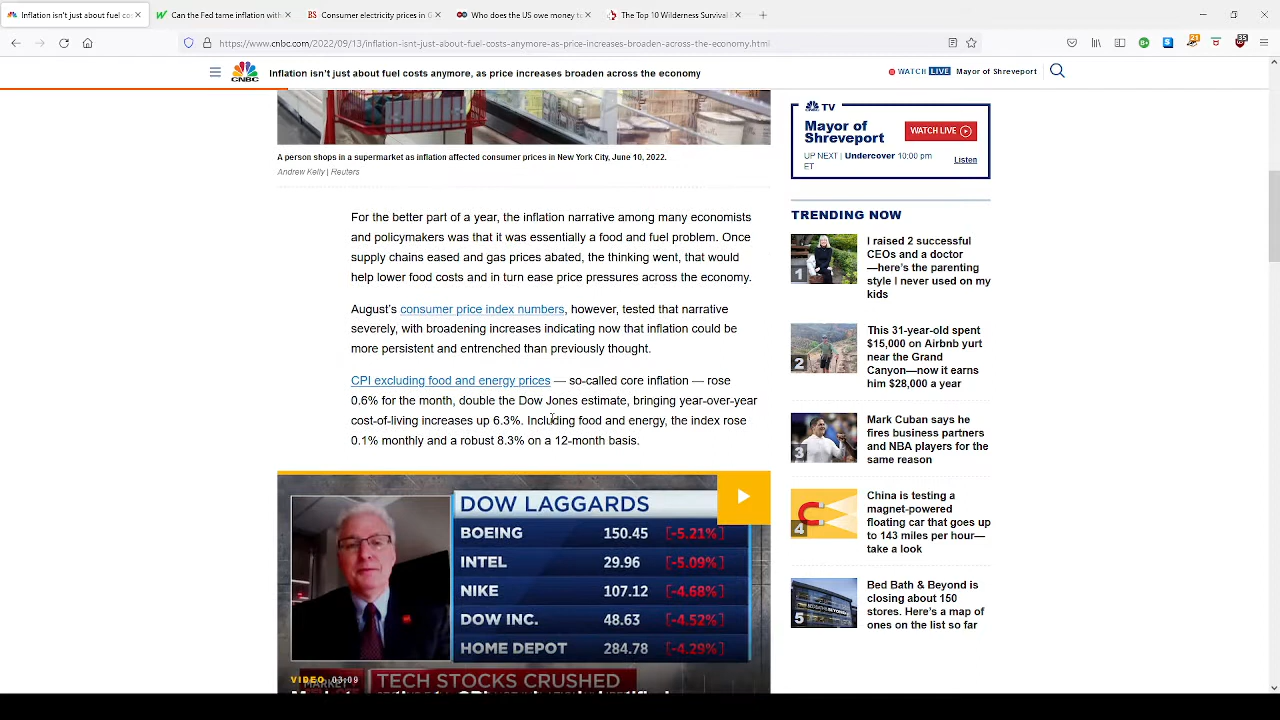 Inflation isn't just about fuel co
Can the Fed tame inflation with
Consumer electricity prices in G
How does the US owe money to
The Top 10 Wilderness Survival
https://www.cnbc.com/2022/09/13/inflation-isnt-just-about-fuel-costs-anymore-as-price-increases-broaden-across-the-economy.html
CNBC
Inflation isn't just about fuel costs anymore, as price increases broaden across the economy
WATCH LIVE Mayor of Shreveport
A person shops in a supermarket as inflation affected consumer prices in New York City, June 10, 2022.
Andrew Kelly | Reuters
For the better part of a year, the inflation narrative among many economists
and policymakers was that it was essentially a food and fuel problem. Once
supply chains eased and gas prices abated, the thinking went, that would
help lower food costs and in turn ease price pressures across the economy.
August's consumer price index numbers, however, tested that narrative
severely, with broadening increases indicating now that inflation could be
more persistent and entrenched than previously thought.
CPI excluding food and energy prices — so-called core inflation — rose
0.6% for the month, double the Dow Jones estimate, bringing year-over-year
cost-of-living increases up 6.3%. Including food and energy, the index rose
0.1% monthly and a robust 8.3% on a 12-month basis.
DOW LAGGARDS
BOEING 150.45 [-5.21%]
INTEL 29.96 [-5.09%]
NIKE 107.12 [-4.68%]
DOW INC. 48.63 [-4.52%]
HOME DEPOT 284.78 [-4.29%]
TECH STOCKS CRUSHED
VIDEO 03:09
TV
Mayor of
Shreveport
WATCH LIVE
UP NEXT | Undercover 10:00 pm
ET
Listen
TRENDING NOW
1
I raised 2 successful
CEOs and a doctor
—here's the parenting
style I never used on my
kids
2
This 31-year-old spent
$15,000 on Airbnb yurt
near the Grand
Canyon—now it earns
him $28,000 a year
3
Mark Cuban says he
fires business partners
and NBA players for the
same reason
4
China is testing a
magnet-powered
floating car that goes up
to 143 miles per hour—
take a look
5
Bed Bath & Beyond is
closing about 150
stores. Here's a map of
ones on the list so far